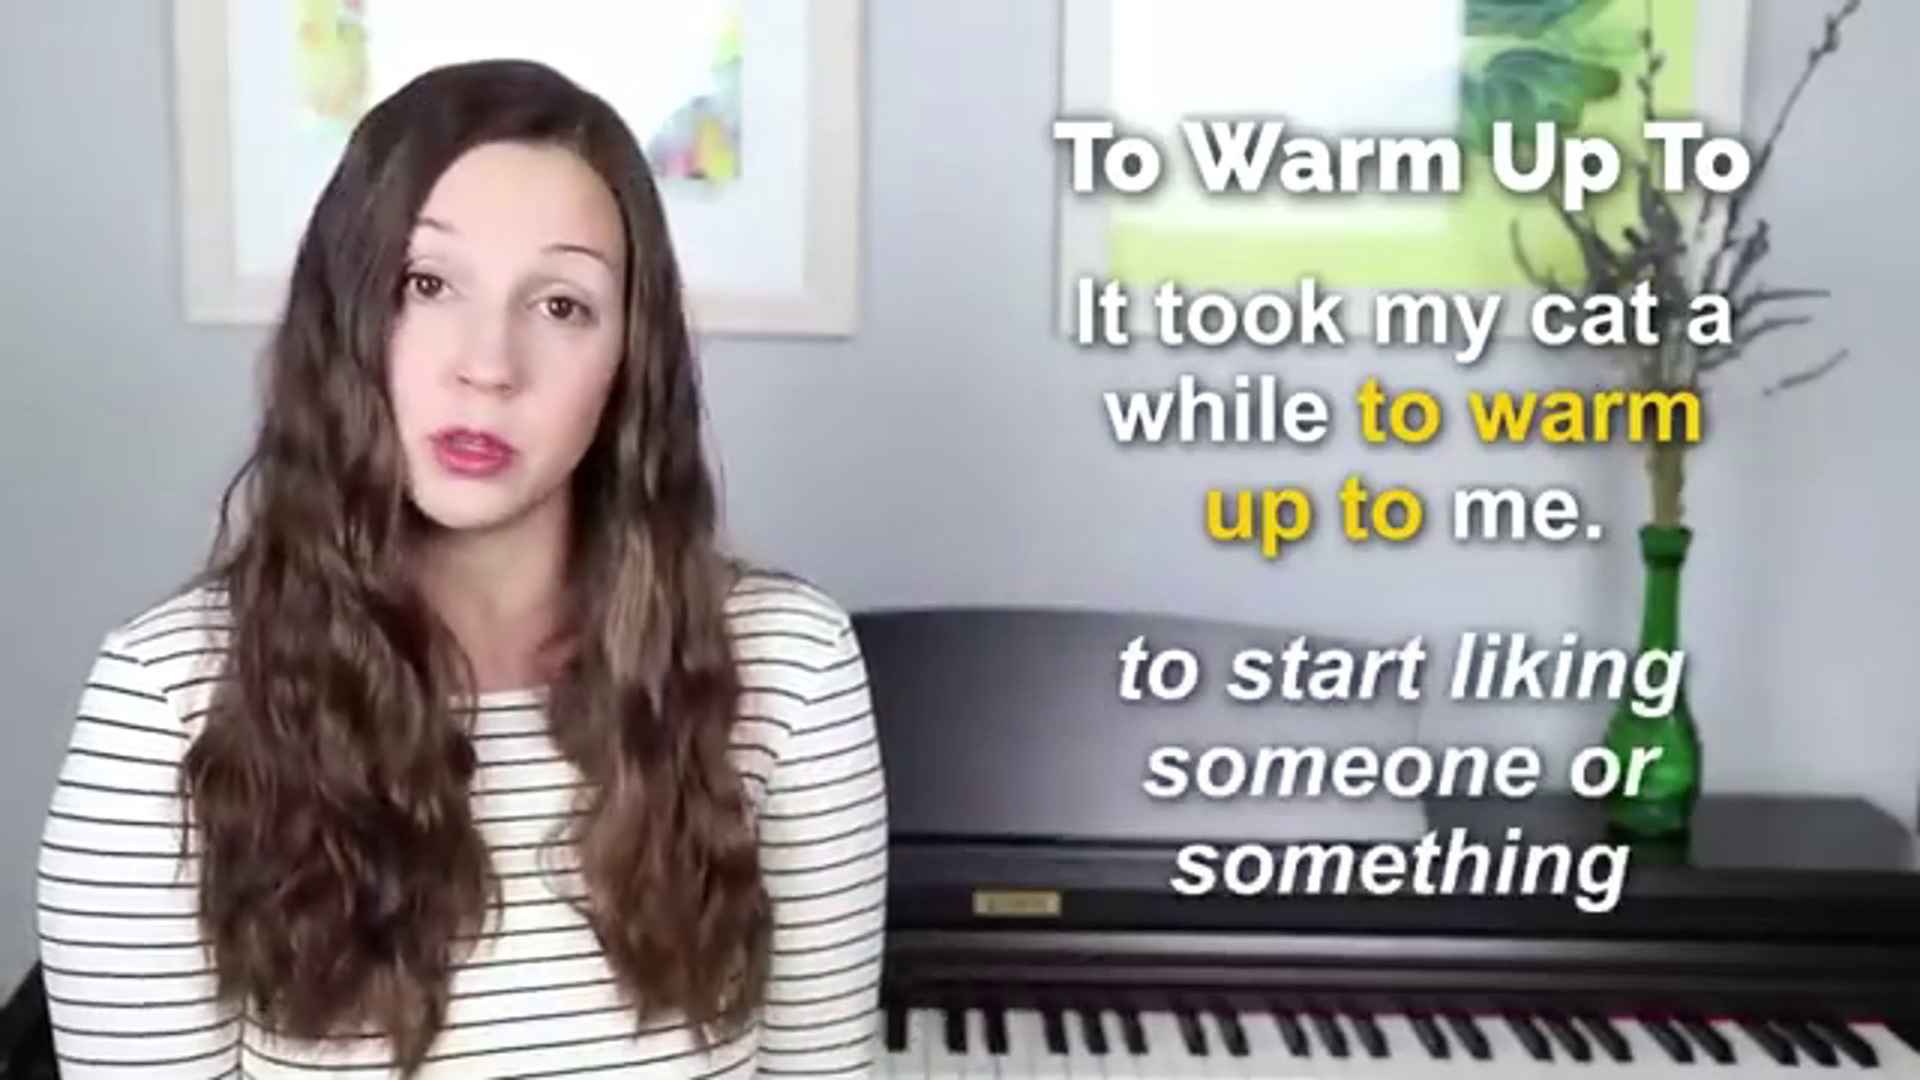 To Warm Up To
It took my cat a
while to warm
up to me.
to start liking
someone or
something